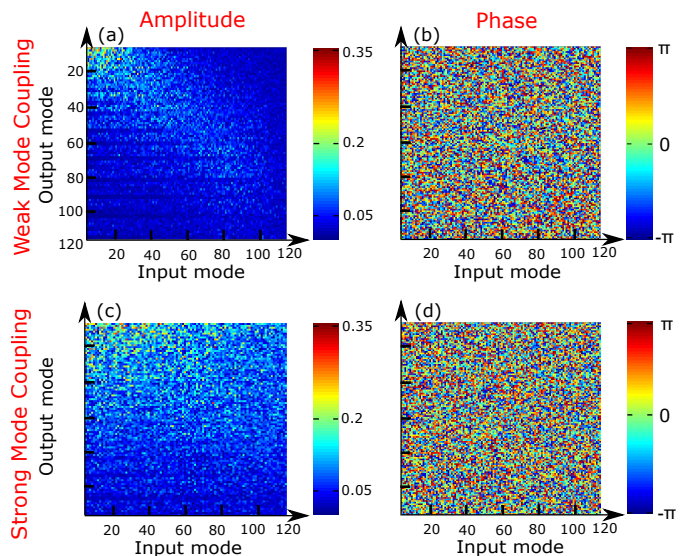 Amplitude
Phase
Weak Mode Coupling
Output mode
(a)
20
40
60
80
100
120
20 40 60 80 100 120
Input mode
0.35
0.2
0.05
(b)
20 40 60 80 100 120
Input mode
π
0
-π
Strong Mode Coupling
Output mode
(c)
20 40 60 80 100 120
Input mode
0.35
0.2
0.05
(d)
20 40 60 80 100 120
Input mode
π
0
-π